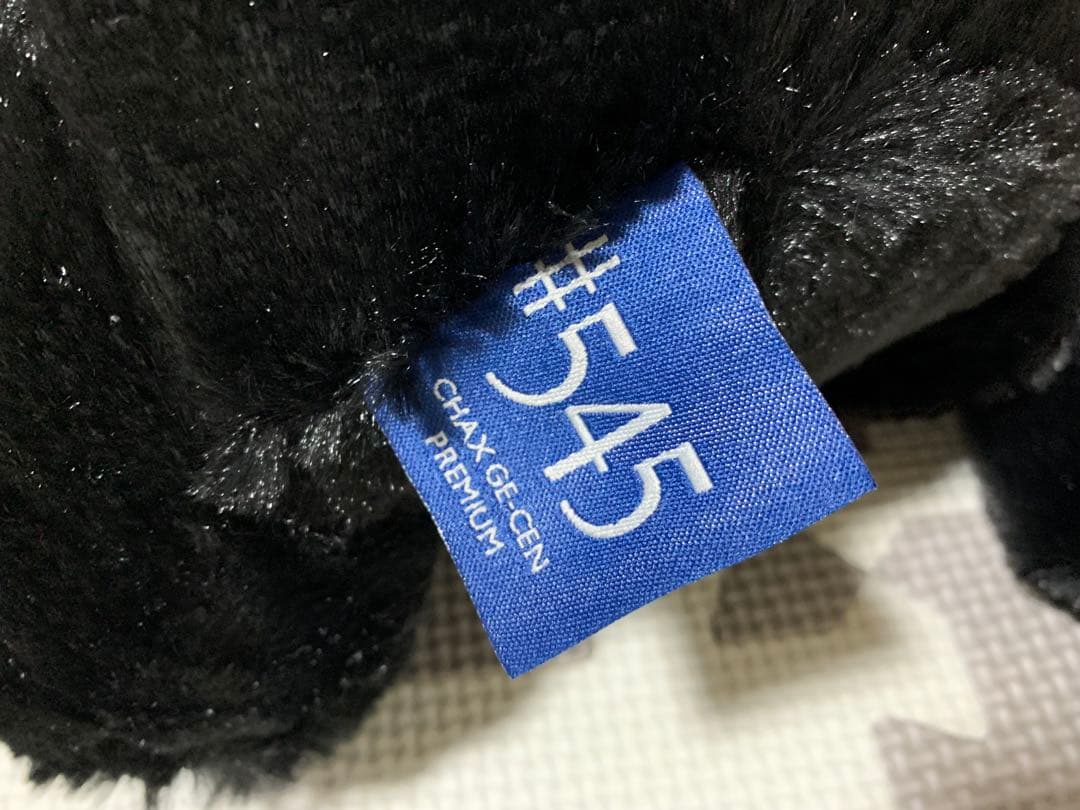 #545
CHAX GE-CEN
PREMIUM